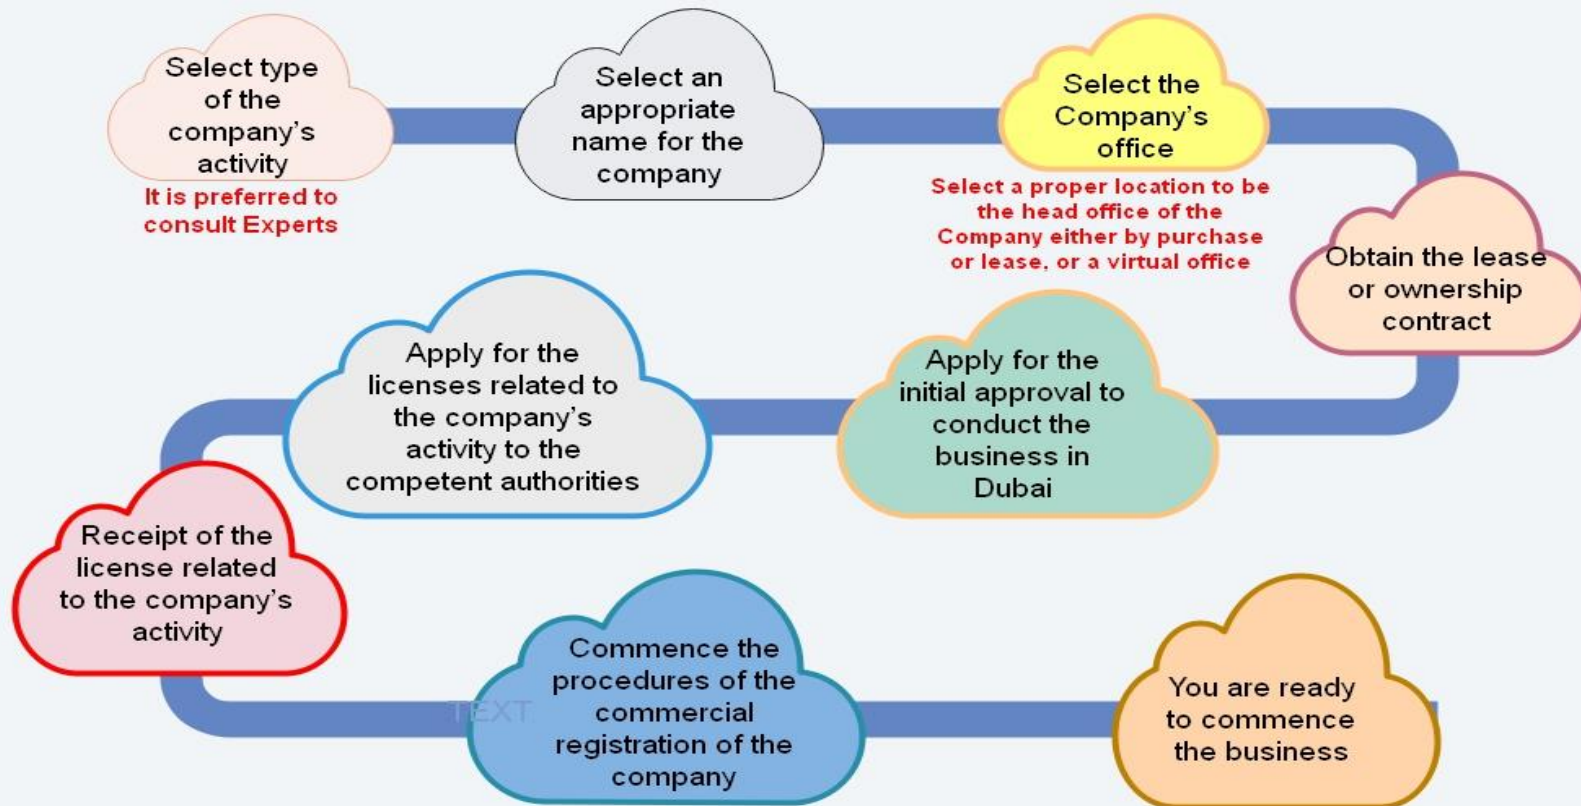 Select type
of the
company's
activity
It is preferred to
consult Experts
Select an
appropriate
name for the
company
Select the
Company's
office
Select a proper location to be
the head office of the
Company either by purchase
or lease, or a virtual office
Obtain the lease
or ownership
contract
Apply for the
initial approval to
conduct the
business in
Dubai
Apply for the
licenses related to
the company's
activity to the
competent authorities
Receipt of the
license related
to the company's
activity
TEXT
Commence the
procedures of the
commercial
registration of the
company
You are ready
to commence
the business